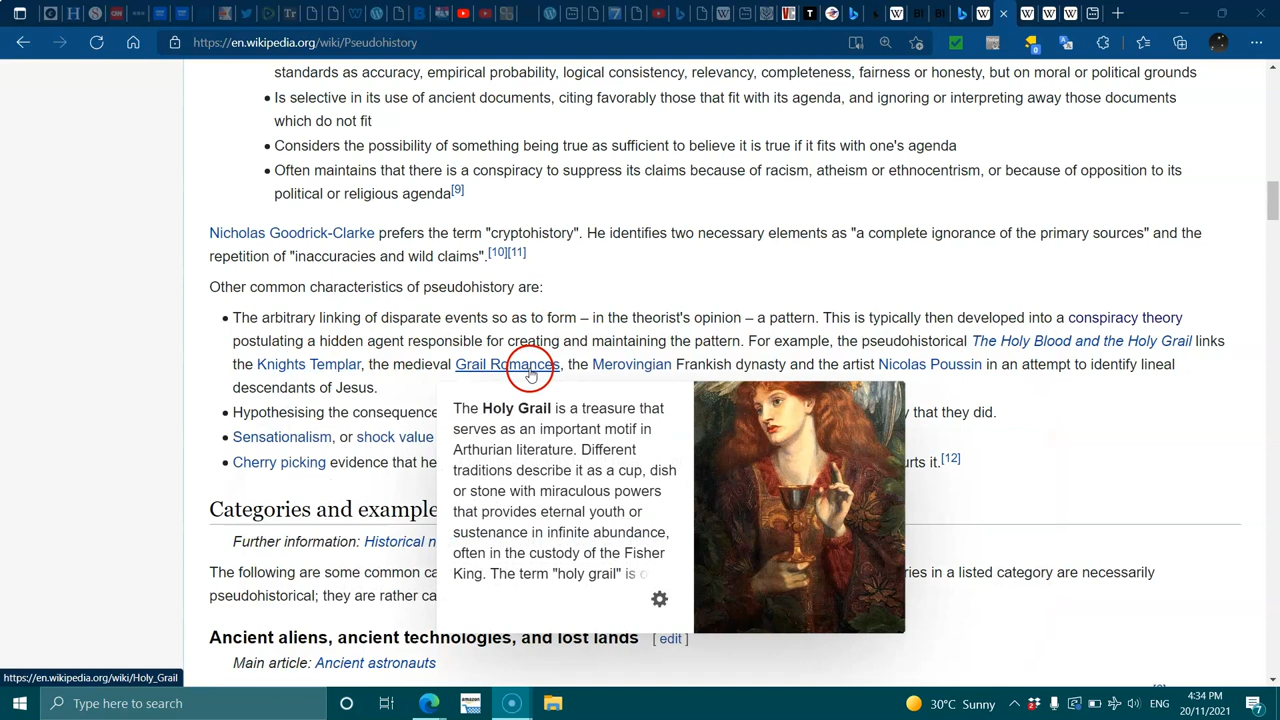 https://en.wikipedia.org/wiki/Pseudohistory
standards as accuracy, empirical probability, logical consistency, relevancy, completeness, fairness or honesty, but on moral or political grounds
Is selective in its use of ancient documents, citing favorably those that fit with its agenda, and ignoring or interpreting away those documents
which do not fit
Considers the possibility of something being true as sufficient to believe it is true if it fits with one's agenda
Often maintains that there is a conspiracy to suppress its claims because of racism, atheism or ethnocentrism, or because of opposition to its
political or religious agenda[9]
Nicholas Goodrick-Clarke prefers the term "cryptohistory". He identifies two necessary elements as "a complete ignorance of the primary sources" and the
repetition of "inaccuracies and wild claims".[10][11]
Other common characteristics of pseudohistory are:
The arbitrary linking of disparate events so as to form – in the theorist's opinion – a pattern. This is typically then developed into a conspiracy theory
postulating a hidden agent responsible for creating and maintaining the pattern. For example, the pseudohistorical The Holy Blood and the Holy Grail links
the Knights Templar, the medieval Grail Romances, the Merovingian Frankish dynasty and the artist Nicolas Poussin in an attempt to identify lineal
descendants of Jesus.
Hypothesising the consequence y that they did.
Sensationalism, or shock value
Cherry picking evidence that he urts it.[12]
The Holy Grail is a treasure that
serves as an important motif in
Arthurian literature. Different
traditions describe it as a cup, dish
or stone with miraculous powers
that provides eternal youth or
sustenance in infinite abundance,
often in the custody of the Fisher
King. The term "holy grail" is o
Categories and example
Further information: Historical n
The following are some common ca ries in a listed category are necessarily
pseudohistorical; they are rather ca
Ancient aliens, ancient technologies, and lost lands [ edit ]
Main article: Ancient astronauts
https://en.wikipedia.org/wiki/Holy_Grail
Type here to search
30°C Sunny
4:34 PM
20/11/2021